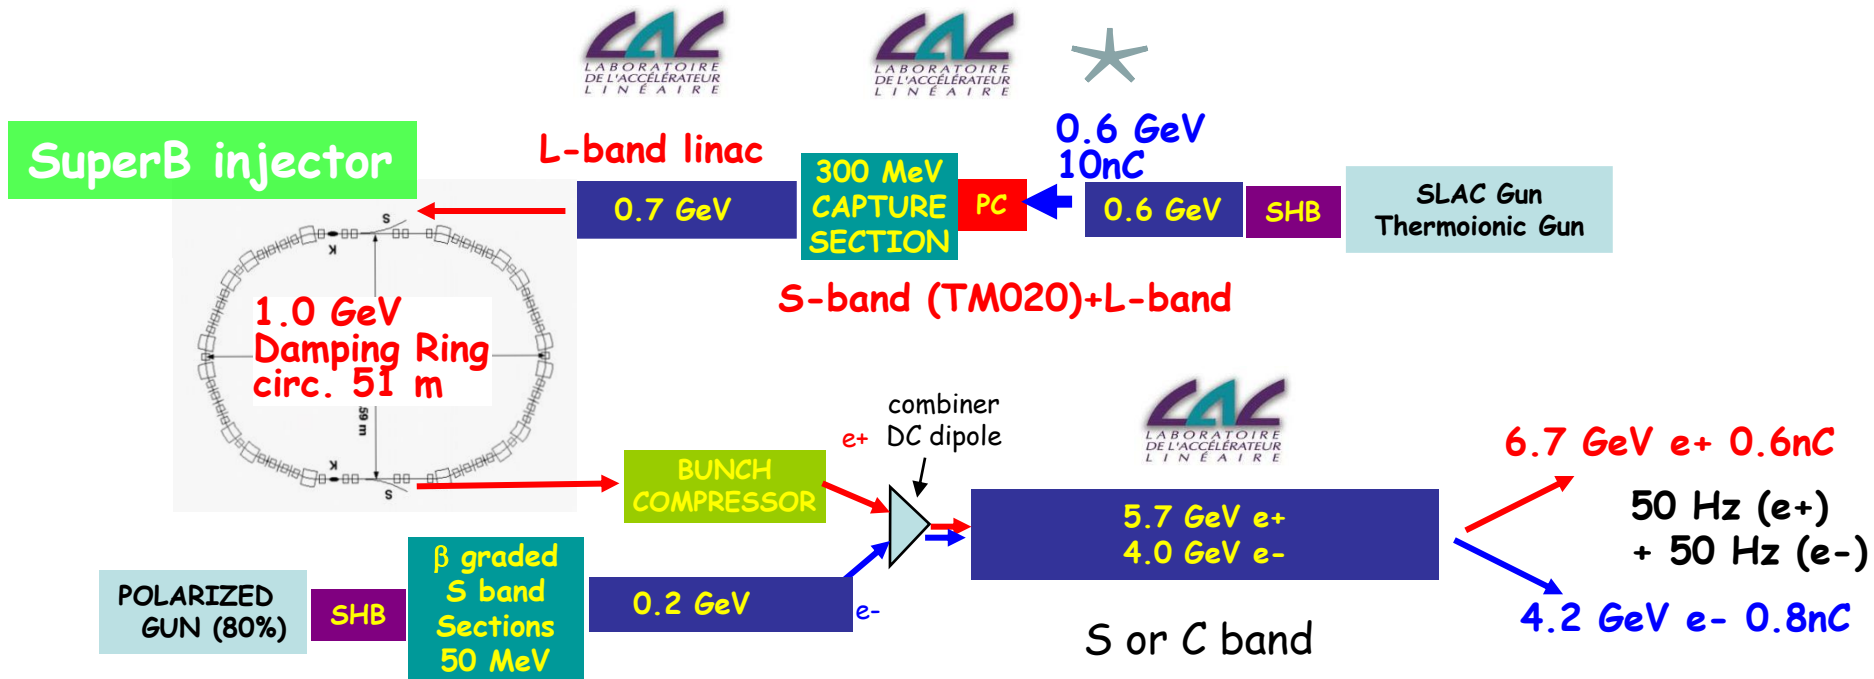 LABORATOIRE
DE L'ACCÉLÉRATEUR
LINÉAIRE
LABORATOIRE
DE L'ACCÉLÉRATEUR
LINÉAIRE
SuperB injector
L-band linac
0.6 GeV
10nC
0.7 GeV
300 MeV
CAPTURE
SECTION
PC
0.6 GeV
SHB
SLAC Gun
Thermoionic Gun
S-band (TM020)+L-band
S
K
1.0 GeV
Damping Ring
circ. 51 m
.59 m
K
S
combiner
DC dipole
e+
LABORATOIRE
DE L'ACCÉLÉRATEUR
LINÉAIRE
BUNCH
COMPRESSOR
5.7 GeV e+
4.0 GeV e-
6.7 GeV e+ 0.6nC
50 Hz (e+)
+ 50 Hz (e-)
4.2 GeV e- 0.8nC
POLARIZED
GUN (80%)
SHB
β graded
S band
Sections
50 MeV
0.2 GeV
e-
S or C band